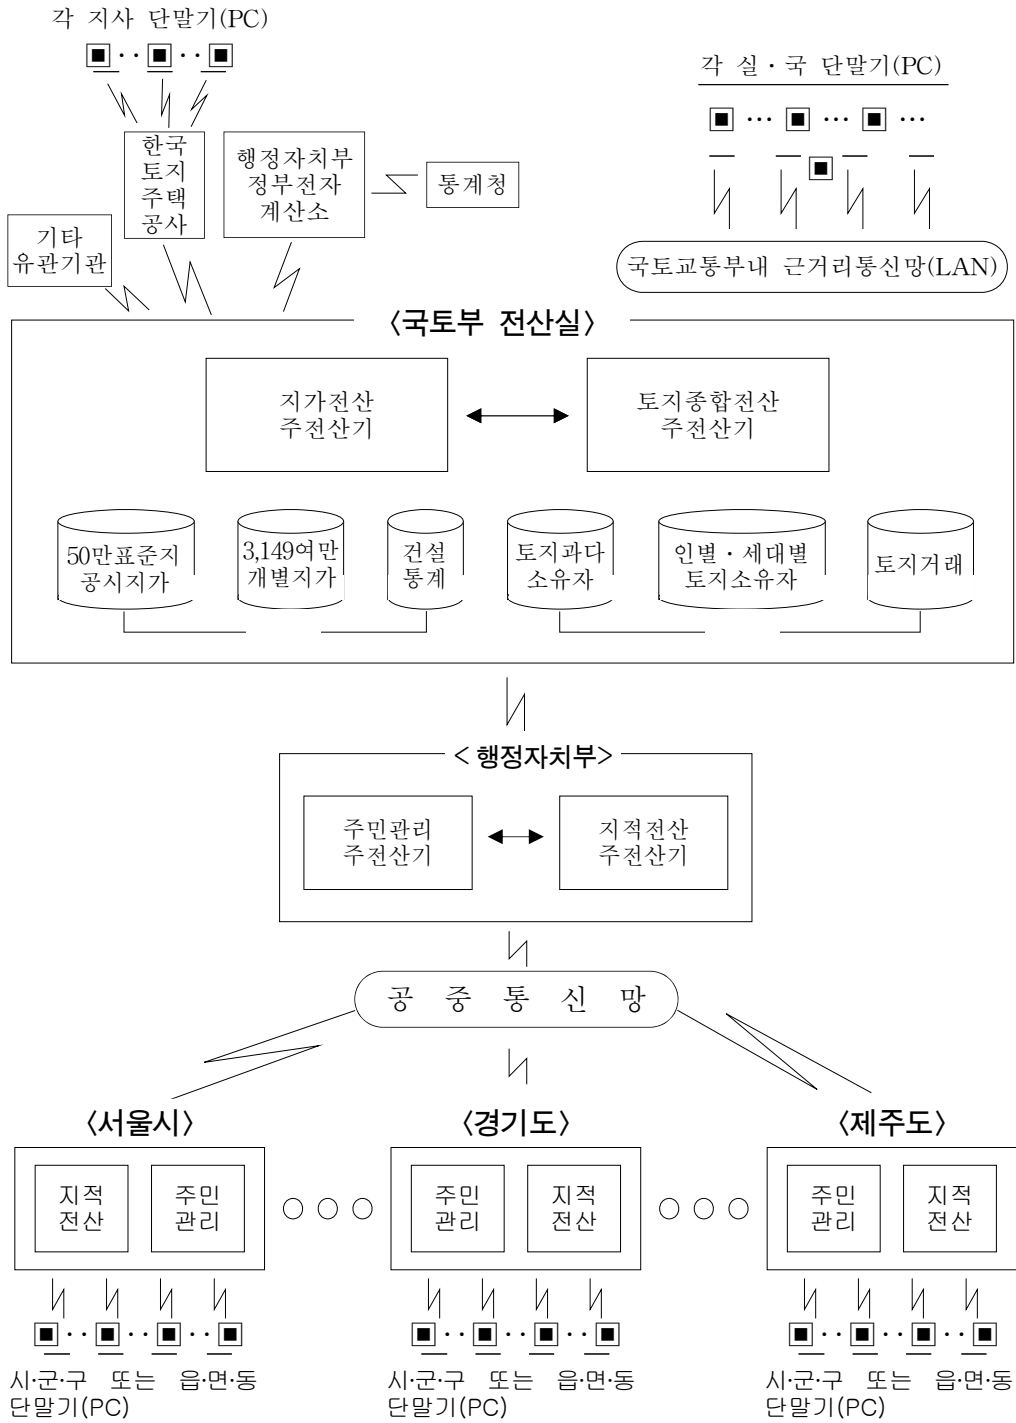 각 지사 단말기(PC)
각 실·국 단말기(PC)
한국
토지
주택
공사
행정자치부
정부전자
계산소
통계청
기타
유관기관
국토교통부내 근거리통신망(LAN)
〈국토부 전산실〉
지가전산
주전산기
토지종합전산
주전산기
50만표준지
공시지가
3,149여만
개별지가
건설
통계
토지과다
소유자
인별·세대별
토지소유자
토지거래
<행정자치부>
주민관리
주전산기
지적전산
주전산기
공 중 통 신 망
〈서울시〉
〈경기도〉
〈제주도〉
지적
전산
주민
관리
주민
관리
지적
전산
주민
관리
지적
전산
시·군·구 또는 읍·면·동
단말기(PC)
시·군·구 또는 읍·면·동
단말기(PC)
시·군·구 또는 읍·면·동
단말기(PC)